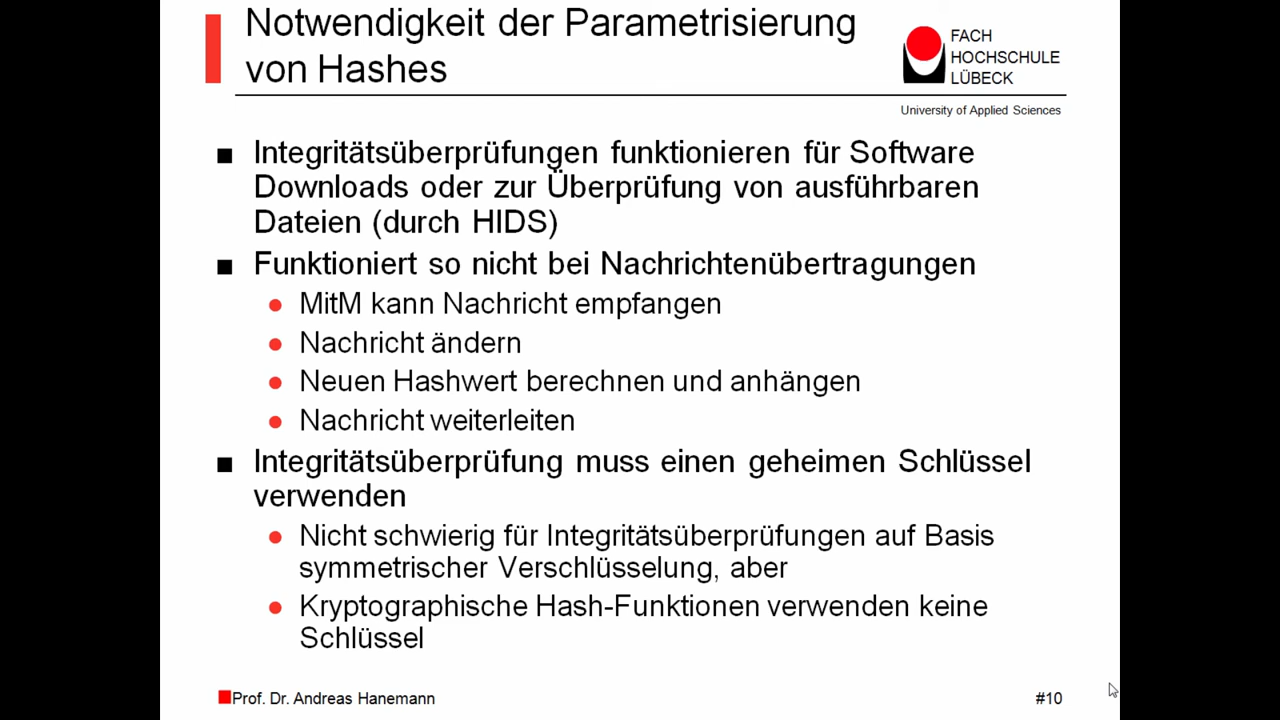 Notwendigkeit der Parametrisierung
von Hashes
FACH
HOCHSCHULE
LÜBECK
University of Applied Sciences
■ Integritätsüberprüfungen funktionieren für Software
Downloads oder zur Überprüfung von ausführbaren
Dateien (durch HIDS)
■ Funktioniert so nicht bei Nachrichtenübertragungen
● MitM kann Nachricht empfangen
● Nachricht ändern
● Neuen Hashwert berechnen und anhängen
● Nachricht weiterleiten
■ Integritätsüberprüfung muss einen geheimen Schlüssel
verwenden
● Nicht schwierig für Integritätsüberprüfungen auf Basis
symmetrischer Verschlüsselung, aber
● Kryptographische Hash-Funktionen verwenden keine
Schlüssel
Prof. Dr. Andreas Hanemann
#10